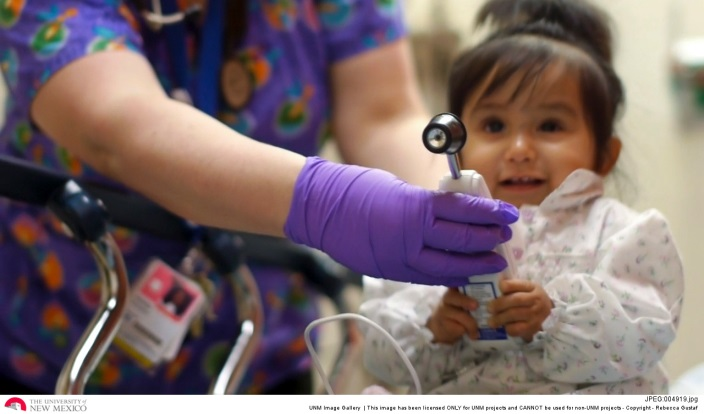 JPEG:004919.jpg
THE UNIVERSITY of
NEW MEXICO
UNM Image Gallery | This image has been licensed ONLY for UNM projects and CANNOT be used for non-UNM projects - Copyright - Rebecca Gustaf